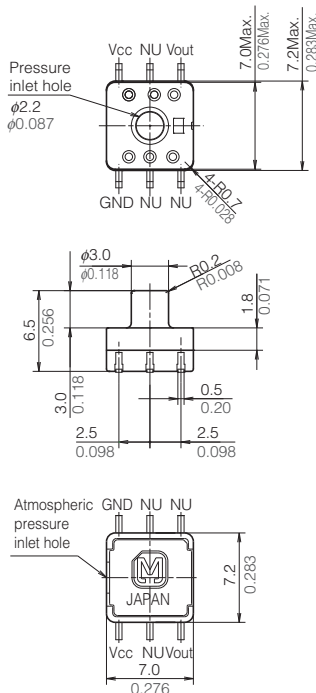 Vcc NU Vout
Pressure
inlet hole
ϕ2.2
ϕ0.087
7.0Max.
0.276Max.
7.2Max.
0.283Max.
GND NU NU
4-R0.7
4-R0.028
ϕ3.0
ϕ0.118
R0.2
R0.008
1.8
0.071
6.5
0.256
3.0
0.118
0.5
0.20
2.5
0.098
2.5
0.098
Atmospheric
pressure
inlet hole
GND NU NU
M
JAPAN
7.2
0.283
Vcc NU Vout
7.0
0.276